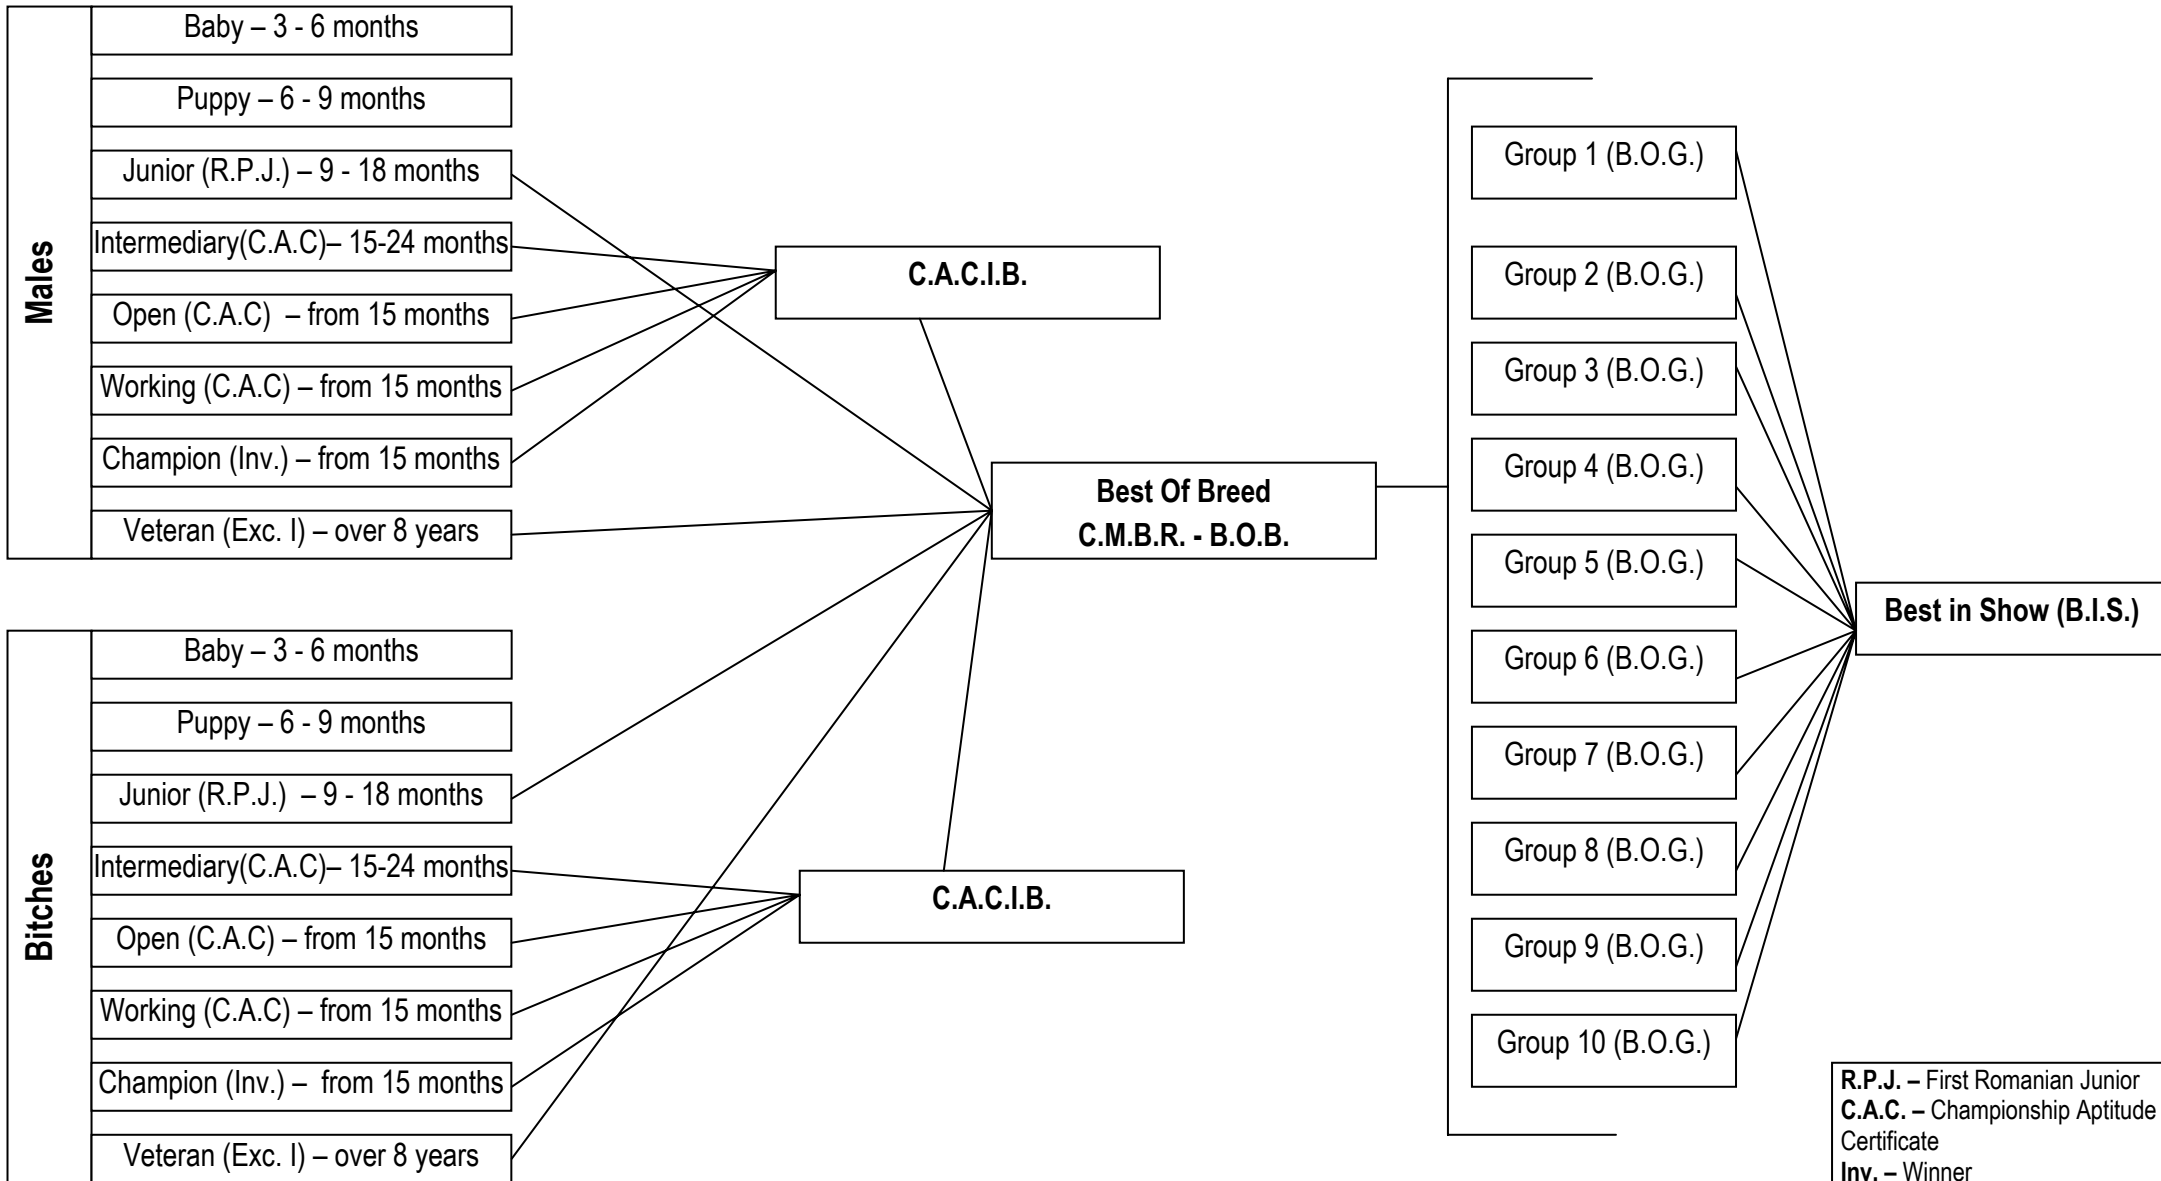 Males
Baby – 3 - 6 months
Puppy – 6 - 9 months
Junior (R.P.J.) – 9 - 18 months
Intermediary(C.A.C)– 15-24 months
Open (C.A.C)  – from 15 months
Working (C.A.C) – from 15 months
Champion (Inv.) – from 15 months
Veteran (Exc. I) – over 8 years
Bitches
Baby – 3 - 6 months
Puppy – 6 - 9 months
Junior (R.P.J.)  – 9 - 18 months
Intermediary(C.A.C)– 15-24 months
Open (C.A.C) – from 15 months
Working (C.A.C) – from 15 months
Champion (Inv.) –  from 15 months
Veteran (Exc. I) – over 8 years
C.A.C.I.B.
C.A.C.I.B.
Best Of Breed
C.M.B.R. - B.O.B.
Group 1 (B.O.G.)
Group 2 (B.O.G.)
Group 3 (B.O.G.)
Group 4 (B.O.G.)
Group 5 (B.O.G.)
Group 6 (B.O.G.)
Group 7 (B.O.G.)
Group 8 (B.O.G.)
Group 9 (B.O.G.)
Group 10 (B.O.G.)
Best in Show (B.I.S.)
R.P.J. – First Romanian Junior
C.A.C. – Championship Aptitude
Certificate
Inv. – Winner